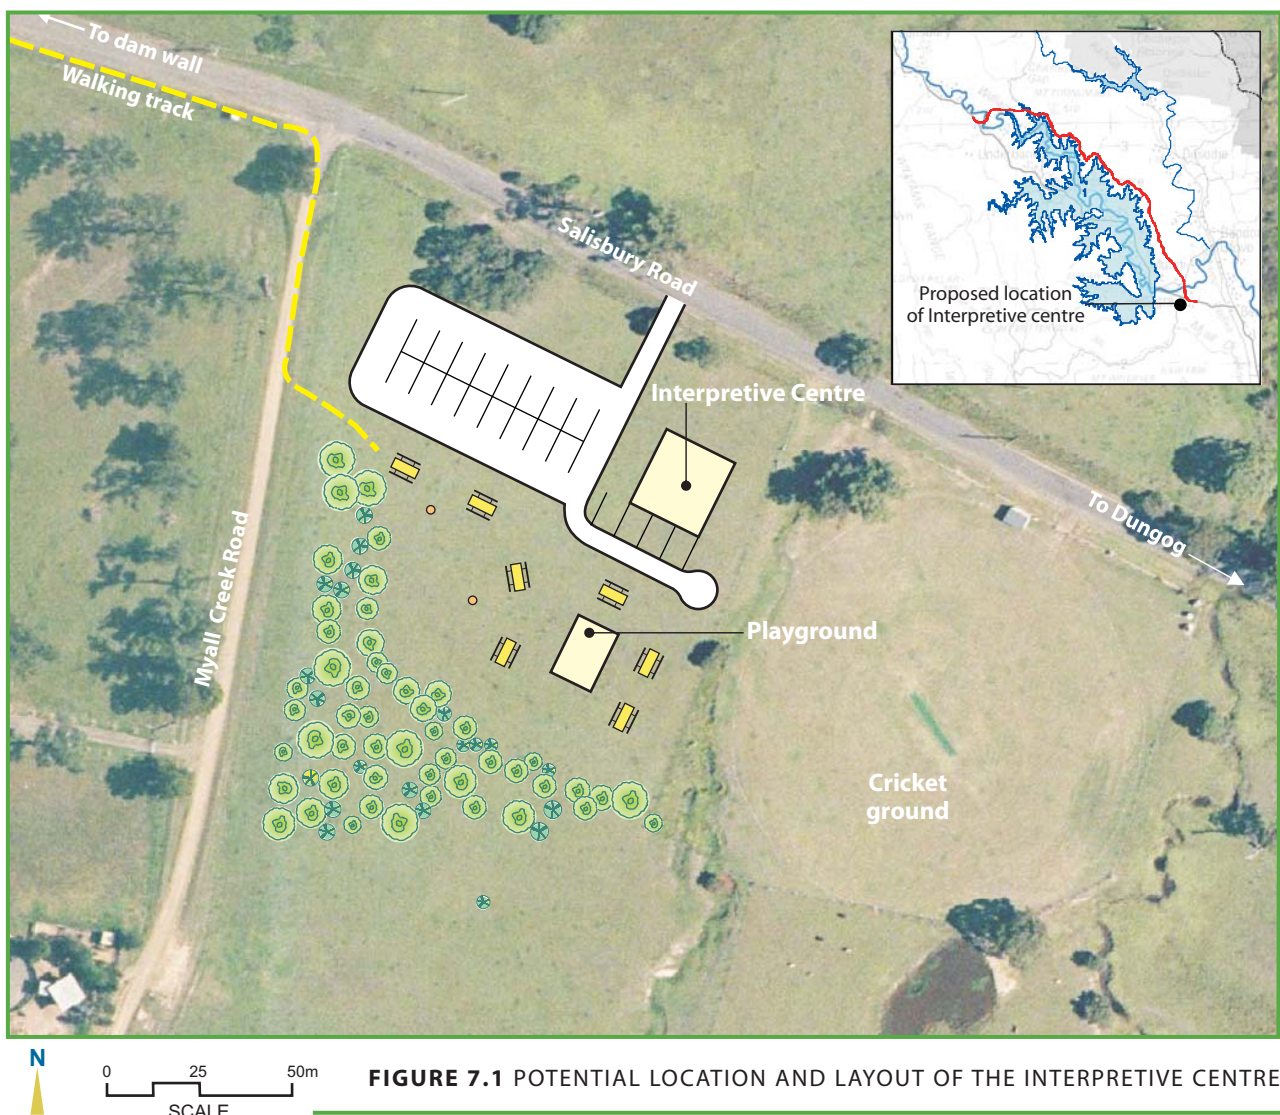 To dam wall
Walking track
Salisbury Road
Proposed location
of Interpretive centre
Interpretive Centre
To Dungog
Myall Creek Road
Playground
Cricket
ground
N
0 25 50m
SCALE
FIGURE 7.1 POTENTIAL LOCATION AND LAYOUT OF THE INTERPRETIVE CENTRE